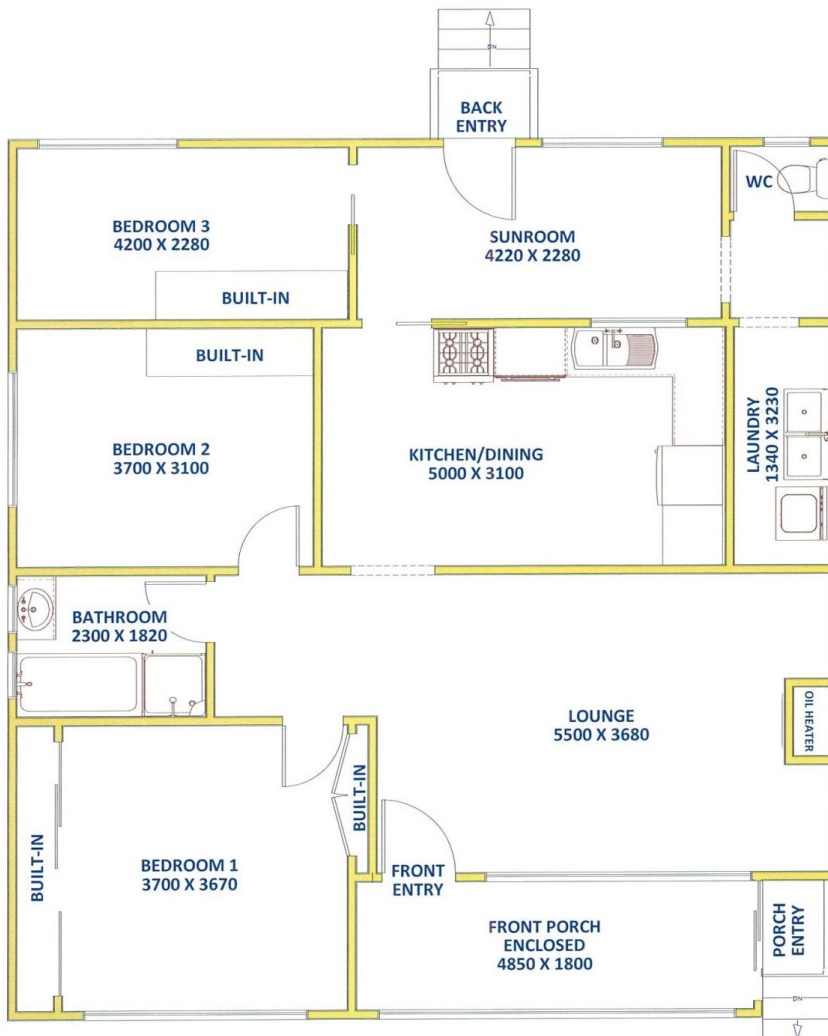 DN
BACK
ENTRY
WC
BEDROOM 3
4200 X 2280
SUNROOM
4220 X 2280
BUILT-IN
BUILT-IN
BEDROOM 2
3700 X 3100
KITCHEN/DINING
5000 X 3100
LAUNDRY
1340 X 3230
BATHROOM
2300 X 1820
LOUNGE
5500 X 3680
OIL HEATER
BUILT-IN
BUILT-IN
BEDROOM 1
3700 X 3670
FRONT
ENTRY
FRONT PORCH
ENCLOSED
4850 X 1800
PORCH
ENTRY
DN